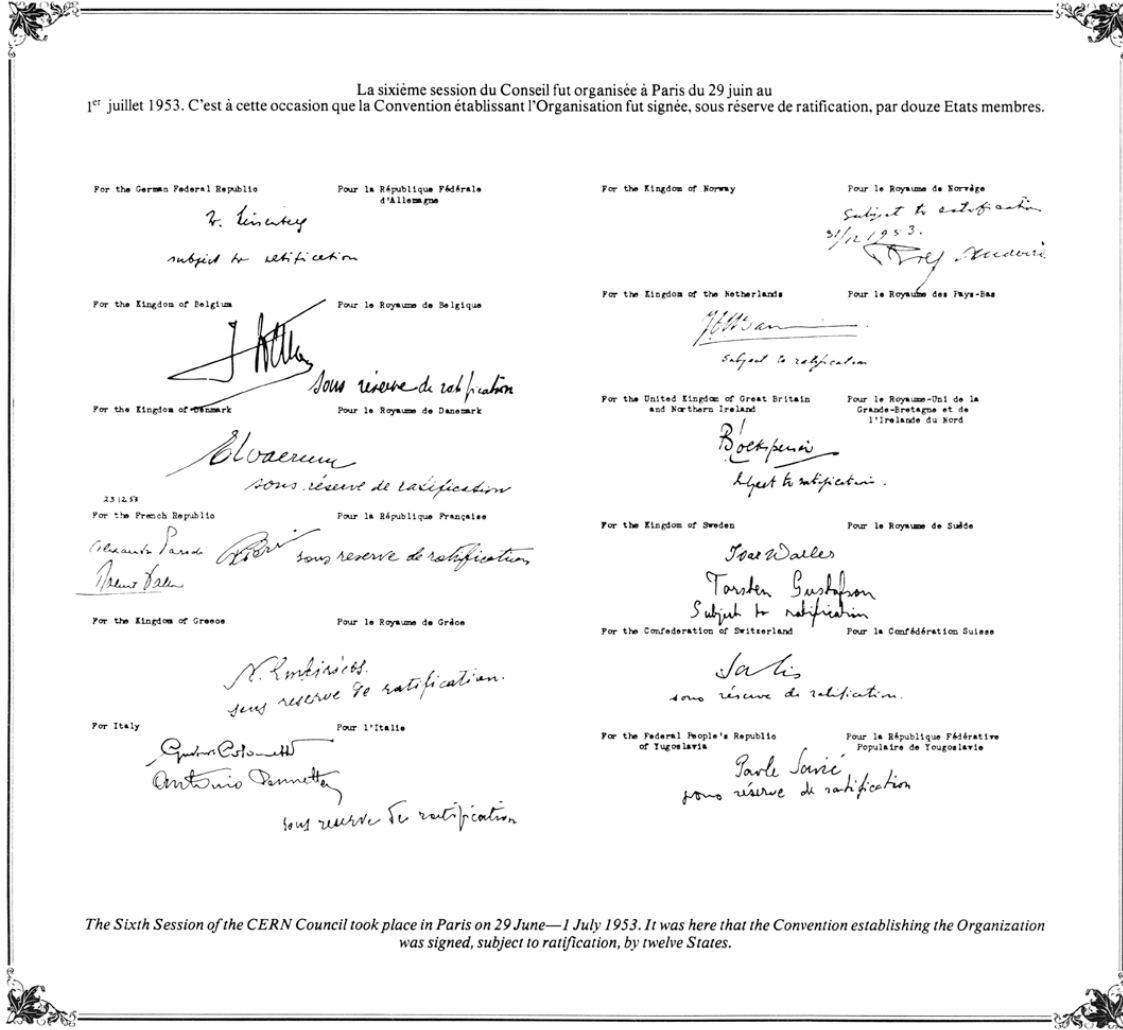 La sixième session du Conseil fut organisée à Paris du 29 juin au
1er juillet 1953. C'est à cette occasion que la Convention établissant l'Organisation fut signée, sous réserve de ratification, par douze Etats membres.
For the German Federal Republic
Pour la République Fédérale
d'Allemagne
subject to ratification
For the Kingdom of Belgium
Pour le Royaume de Belgique
sous réserve de ratification
For the Kingdom of Denmark
Pour le Royaume de Danemark
sous réserve de ratification
23 12 53
For the French Republic
Pour la République Française
Alexandre Parodi
sous reserve de ratification
For the Kingdom of Greece
Pour le Royaume de Grèce
sous reserve de ratification.
For Italy
Pour l'Italie
Antonio Pennetta
sous reserve de ratification
For the Kingdom of Norway
Pour le Royaume de Norvège
Subject to ratification
31/12 1953.
Rolf
For the Kingdom of the Netherlands
Pour le Royaume des Pays-Bas
Subject to ratification
For the United Kingdom of Great Britain
and Northern Ireland
Pour le Royaume-Uni de la
Grande-Bretagne et de
l'Irelande du Nord
subject to ratification.
For the Kingdom of Sweden
Pour le Royaume de Suède
Ivar Waller
Torsten Gustafson
Subject to ratification
For the Confederation of Switzerland
Pour la Confédération Suisse
Salis
sous réserve de ratification.
For the Federal People's Republic
of Yugoslavia
Pour la République Fédérative
Populaire de Yougoslavie
Pavle Savić
sous réserve de ratification
The Sixth Session of the CERN Council took place in Paris on 29 June—1 July 1953. It was here that the Convention establishing the Organization
was signed, subject to ratification, by twelve States.